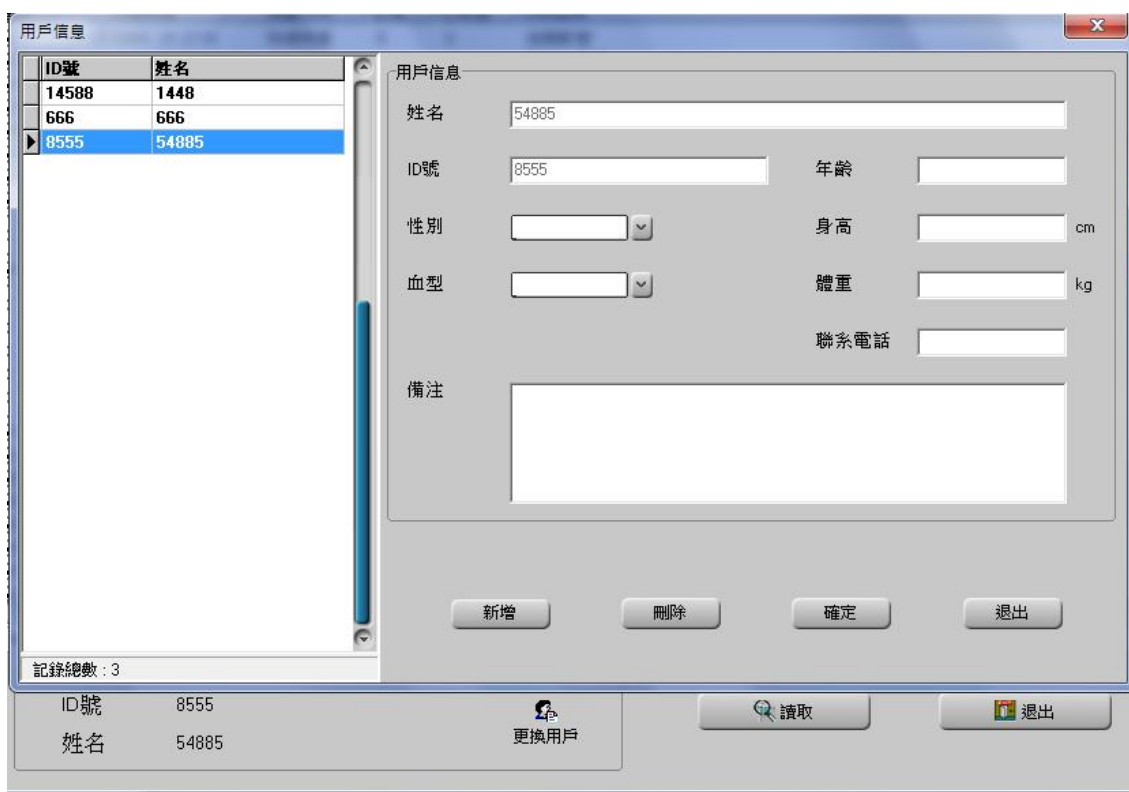 用戶信息
ID號 姓名
14588 1448
666 666
8555 54885
記錄總數 : 3
用戶信息
姓名 54885
ID號 8555 年齡
性別 身高 cm
血型 體重 kg
聯系電話
備注
新增 刪除 確定 退出
ID號 8555
姓名 54885
更換用戶
讀取
退出